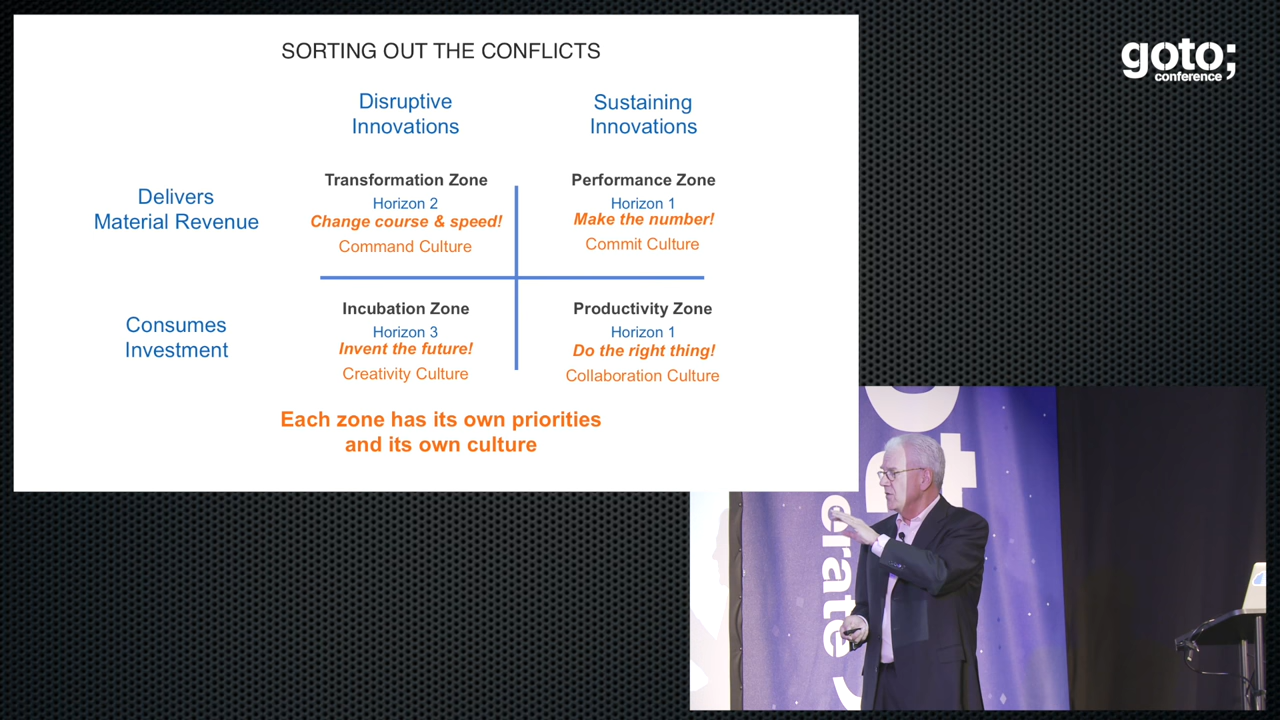 SORTING OUT THE CONFLICTS
Disruptive
Innovations
Sustaining
Innovations
Delivers
Material Revenue
Transformation Zone
Horizon 2
Change course & speed!
Command Culture
Performance Zone
Horizon 1
Make the number!
Commit Culture
Consumes
Investment
Incubation Zone
Horizon 3
Invent the future!
Creativity Culture
Productivity Zone
Horizon 1
Do the right thing!
Collaboration Culture
Each zone has its own priorities
and its own culture
goto;
conference